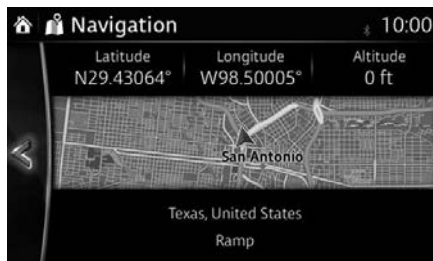 Navigation 10:00
Latitude Longitude Altitude
N29.43064° W98.50005° 0 ft
San Antonio
Texas, United States
Ramp